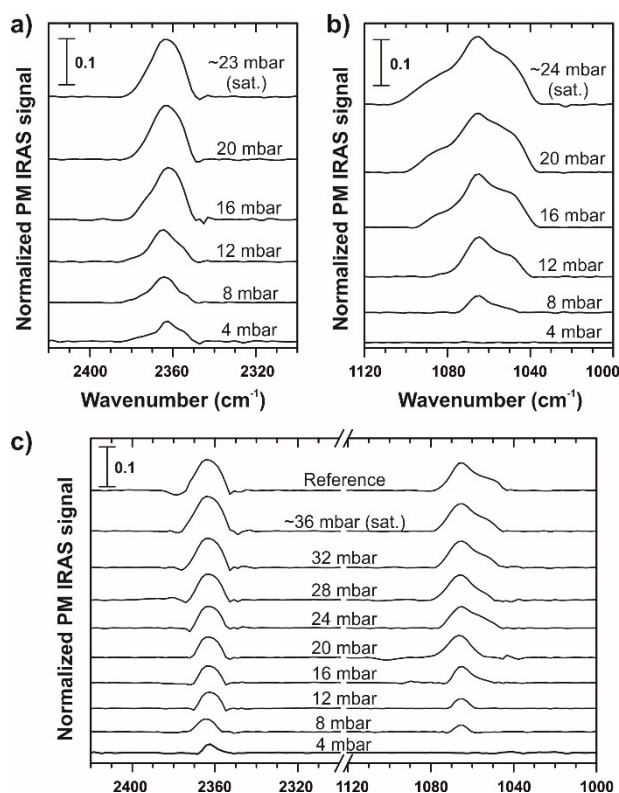 a)
Normalized PM IRAS signal
0.1
~23 mbar
(sat.)
20 mbar
16 mbar
12 mbar
8 mbar
4 mbar
2400 2360 2320
Wavenumber (cm-1)
b)
Normalized PM IRAS signal
0.1
~24 mbar
(sat.)
20 mbar
16 mbar
12 mbar
8 mbar
4 mbar
1120 1080 1040 1000
Wavenumber (cm-1)
c)
Normalized PM IRAS signal
0.1
Reference
~36 mbar (sat.)
32 mbar
28 mbar
24 mbar
20 mbar
16 mbar
12 mbar
8 mbar
4 mbar
2400 2360 2320 1120 1080 1040 1000